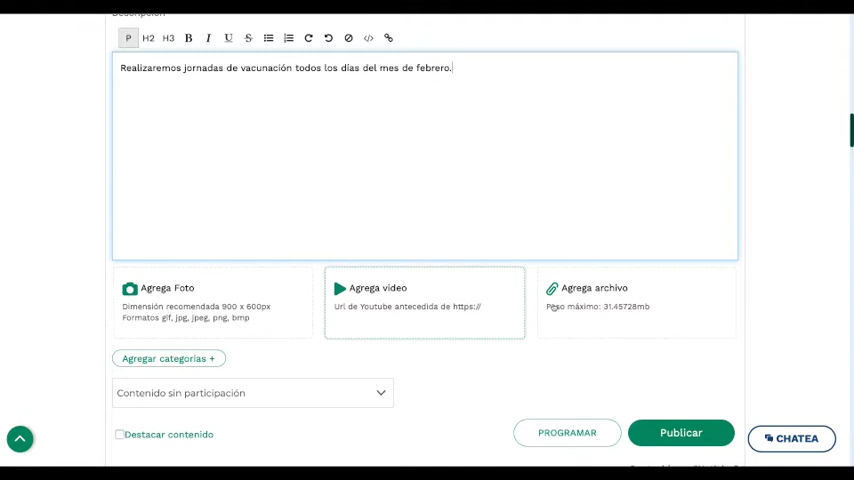 P H2 H3 B I U S
Realizaremos jornadas de vacunación todos los días del mes de febrero.
Agrega Foto
Dimensión recomendada 900 x 600px
Formatos gif, jpg, jpeg, png, bmp
Agrega video
Url de Youtube antecedida de https://
Agrega archivo
Peso máximo: 31.45728mb
Agregar categorías +
Contenido sin participación
Destacar contenido
PROGRAMAR
Publicar
CHATEA